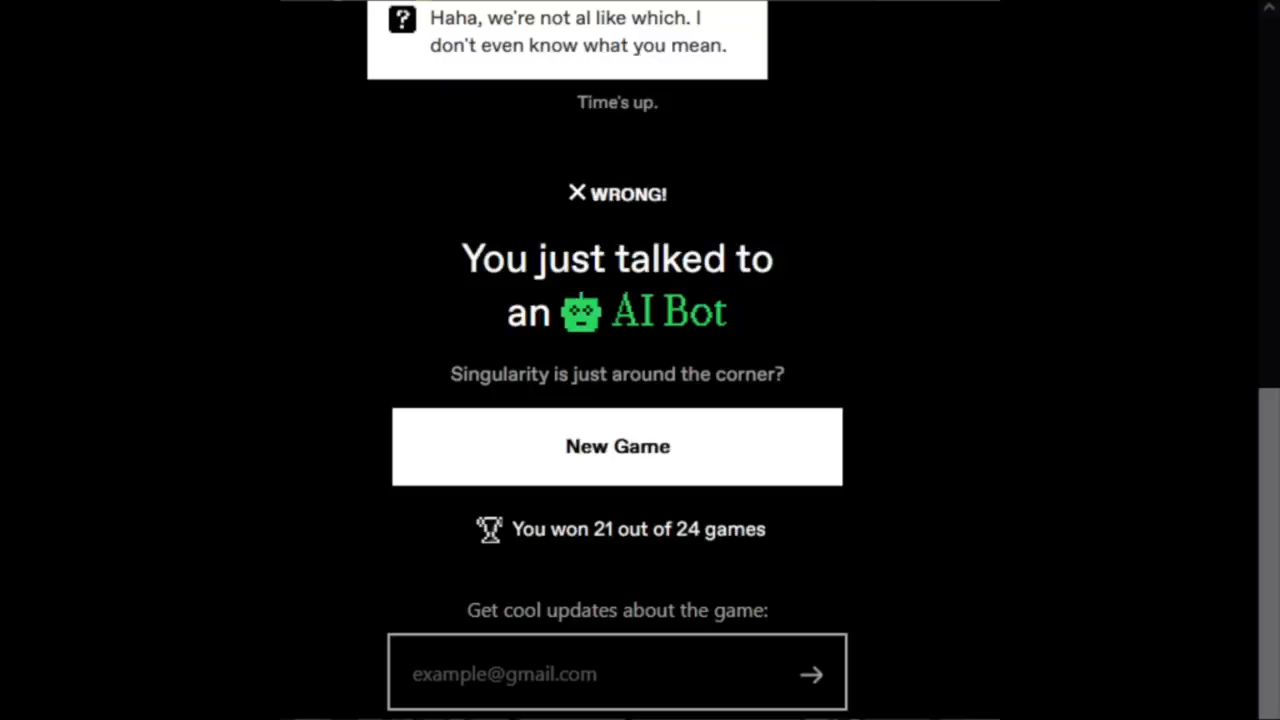 Haha, we're not al like which. I
don't even know what you mean.
Time's up.
WRONG!
You just talked to
an AI Bot
Singularity is just around the corner?
New Game
You won 21 out of 24 games
Get cool updates about the game:
example@gmail.com